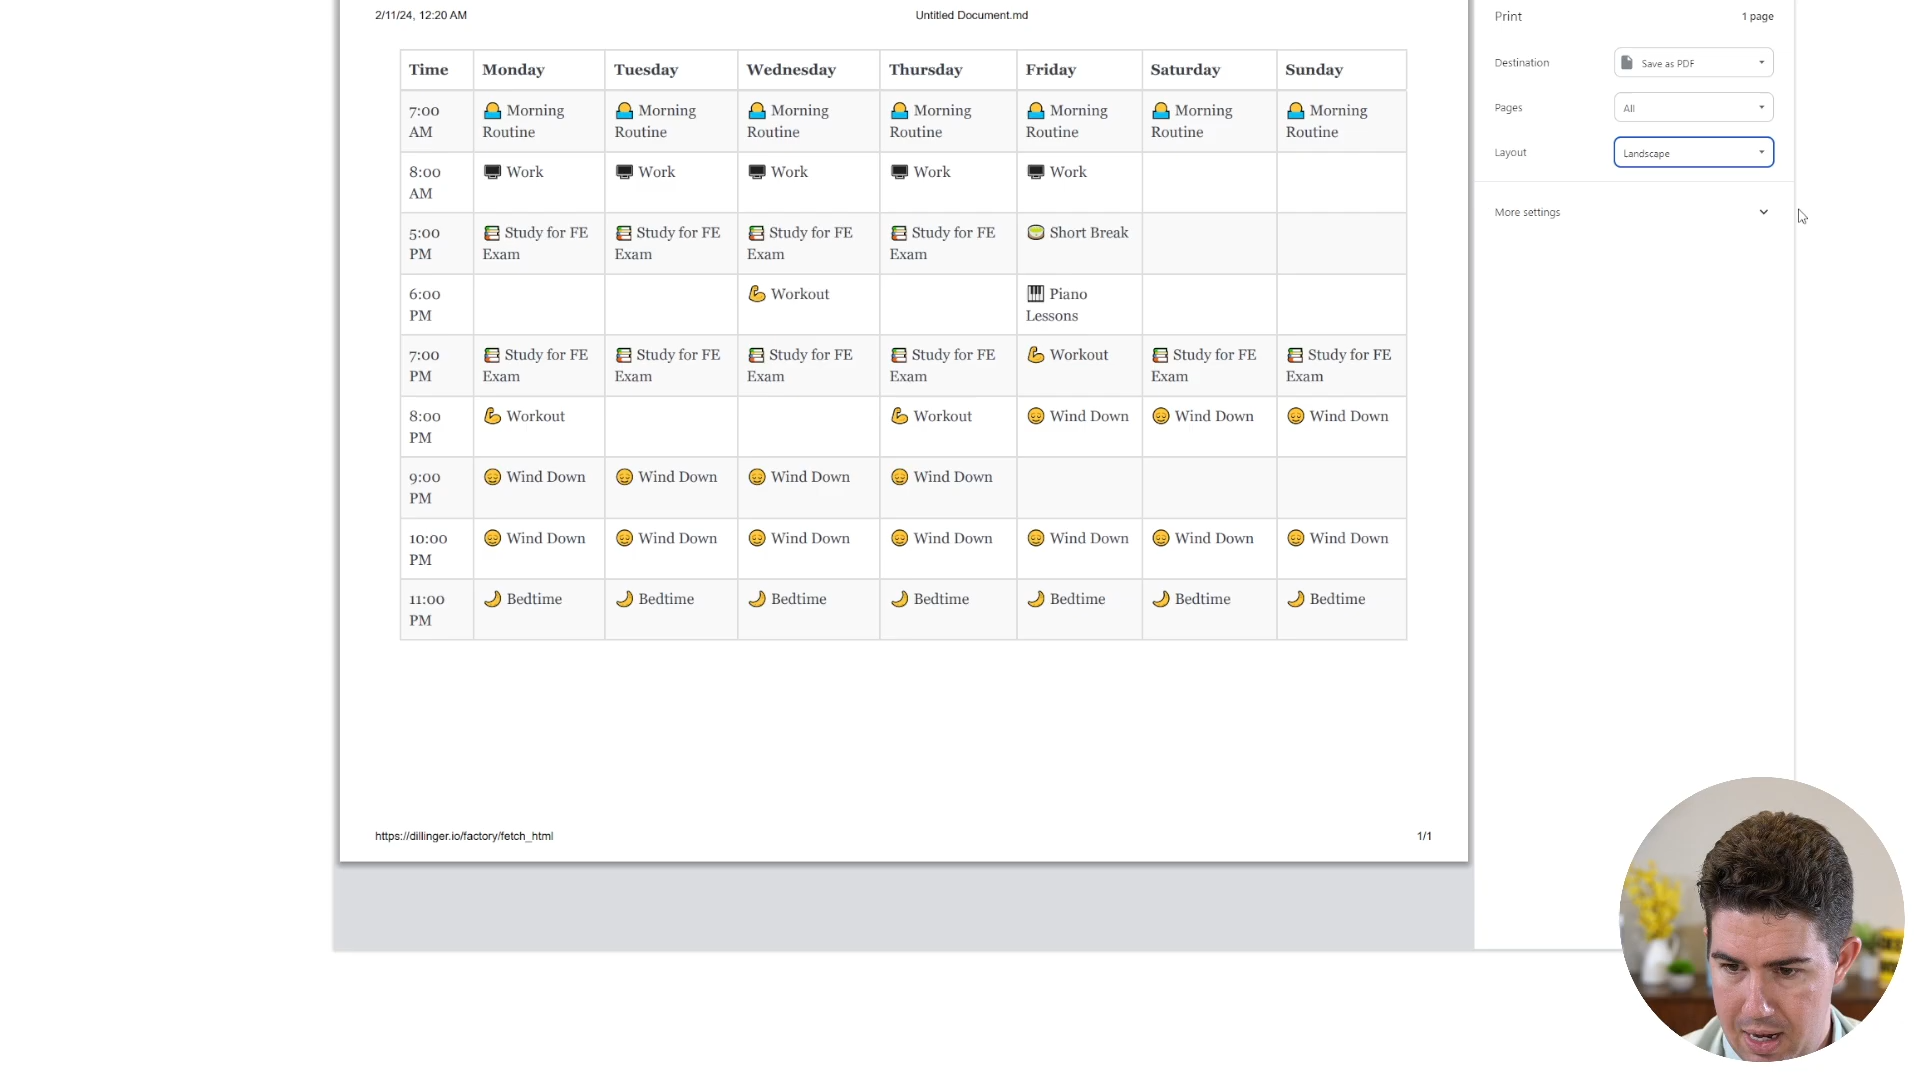 2/11/24, 12:20 AM Untitled Document.md
Time Monday Tuesday Wednesday Thursday Friday Saturday Sunday
7:00 Morning Morning Morning Morning Morning Morning Morning
AM Routine Routine Routine Routine Routine Routine Routine
8:00 Work Work Work Work Work
AM
5:00 Study for FE Study for FE Study for FE Study for FE Short Break
PM Exam Exam Exam Exam
6:00 Workout Piano
PM Lessons
7:00 Study for FE Study for FE Study for FE Study for FE Workout Study for FE Study for FE
PM Exam Exam Exam Exam Exam Exam
8:00 Workout Workout Wind Down Wind Down Wind Down
PM
9:00 Wind Down Wind Down Wind Down Wind Down
PM
10:00 Wind Down Wind Down Wind Down Wind Down Wind Down Wind Down Wind Down
PM
11:00 Bedtime Bedtime Bedtime Bedtime Bedtime Bedtime Bedtime
PM
https://dillinger.io/factory/fetch_html 1/1
Print 1 page
Destination Save as PDF
Pages All
Layout Landscape
More settings